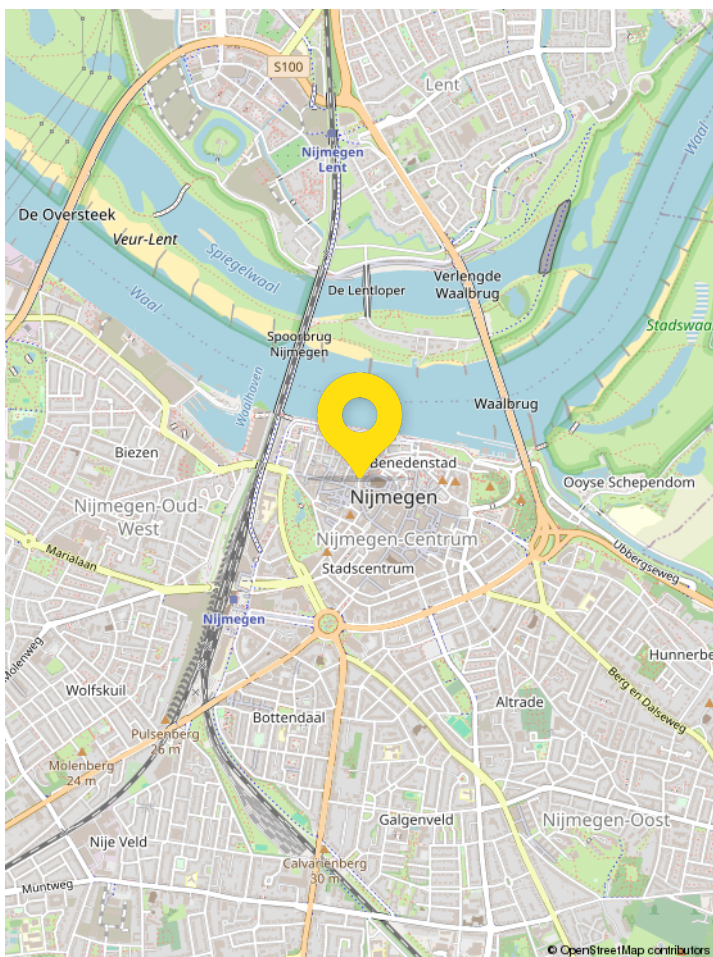 S100
Lent
Nijmegen
Lent
Waal
De Oversteek
Veur-Lent
Spiegelwaal
De Lentloper
Verlengde
Waalbrug
Waal
Stadswaa
Spoorbrug
Nijmegen
Waalhaven
Waalbrug
Biezen
Benedenstad
Nijmegen
Ooyse Schependom
Nijmegen-Oud-
West
Nijmegen-Centrum
Marialaan
Stadscentrum
Ubbergseweg
Nijmegen
Molenweg
Hunnerbe
Wolfskuil
Berg en Dalseweg
Altrade
Bottendaal
Pulsenberg
26 m
Molenberg
24 m
Galgenveld
Nijmegen-Oost
Nije Veld
Calvarienberg
30 m
Muntweg
© OpenStreetMap contributors